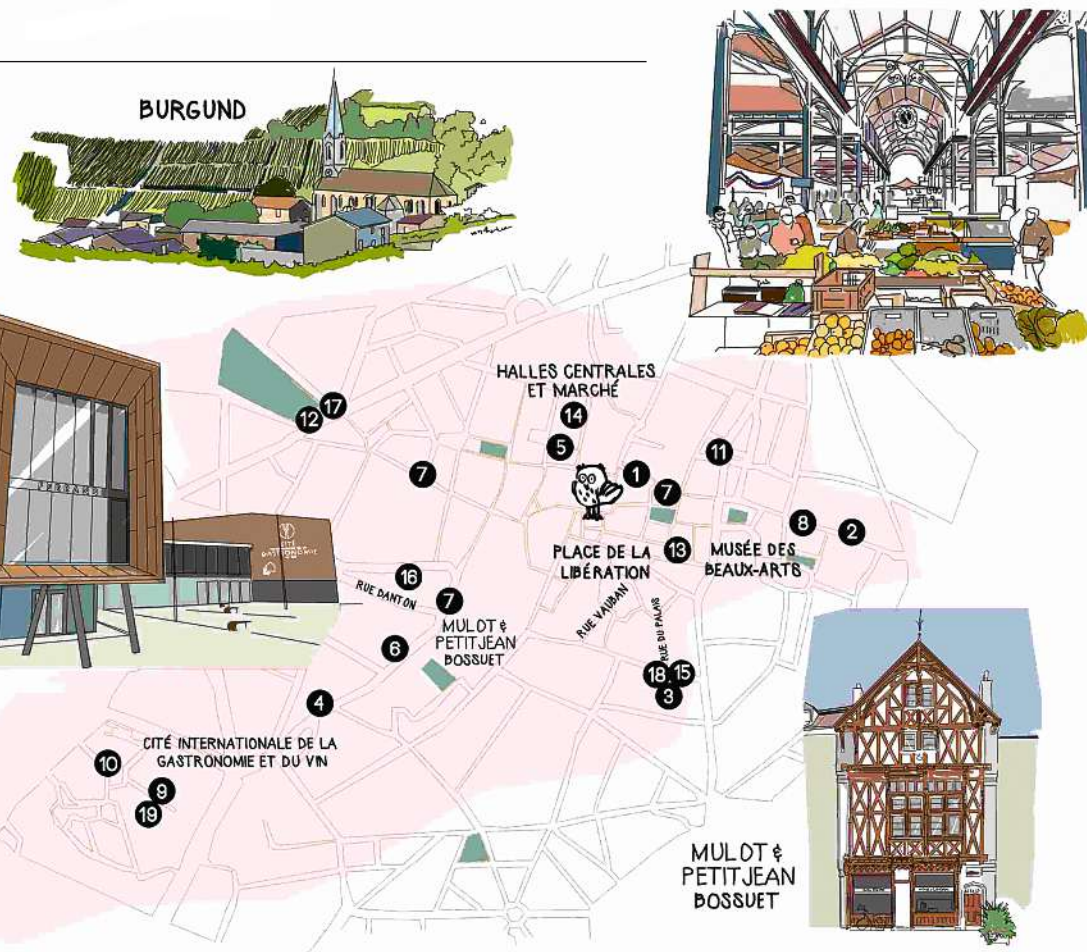 BURGUND
HALLES CENTRALES
ET MARCHÉ
14
5
17
12
7
1
7
11
8
2
13
PLACE DE LA
LIBÉRATION
MUSÉE DES
BEAUX-ARTS
16
RUE DANTON
7
MULOT &
PETITJEAN
BOSSUET
RUE VAUBAN
RUE DU PALAIS
6
18
15
3
4
CITÉ INTERNATIONALE DE LA
GASTRONOMIE ET DU VIN
10
9
19
MULOT &
PETITJEAN
BOSSUET